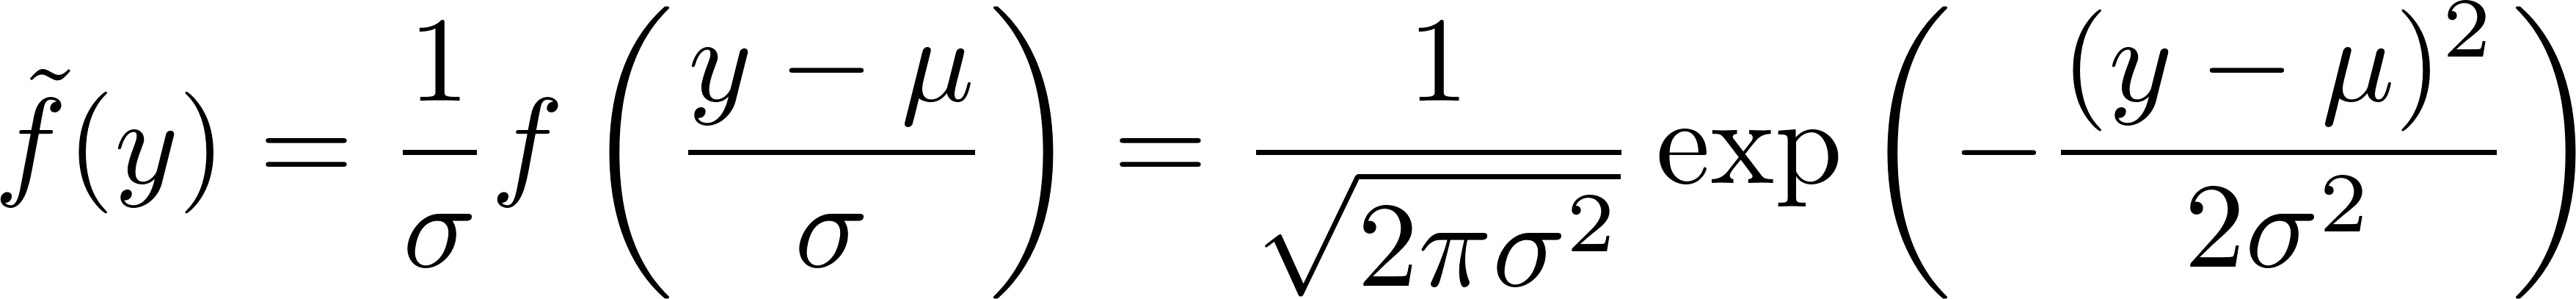 f̃(y) = 1/σ f((y − μ)/σ) = 1/√(2πσ²) exp(−(y − μ)²/(2σ²))